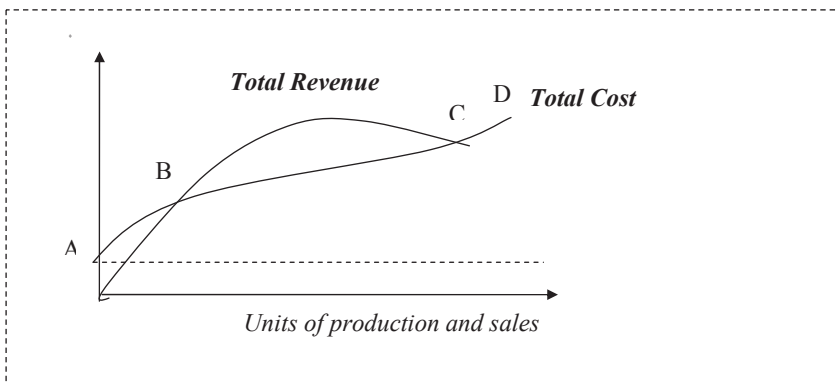 Total Revenue
D
Total Cost
C
B
A
Units of production and sales